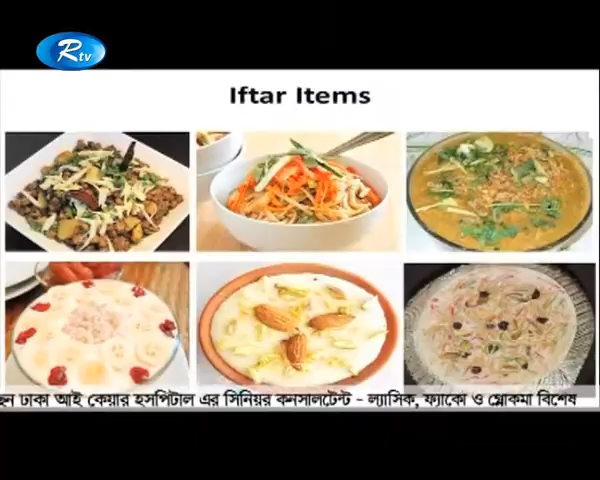 Rtv
Iftar Items
ছেন ঢাকা আই কেয়ার হসপিটাল এর সিনিয়র কনসালটেন্ট - ল্যাসিক, ফ্যাকো ও গ্লোকমা বিশেষ